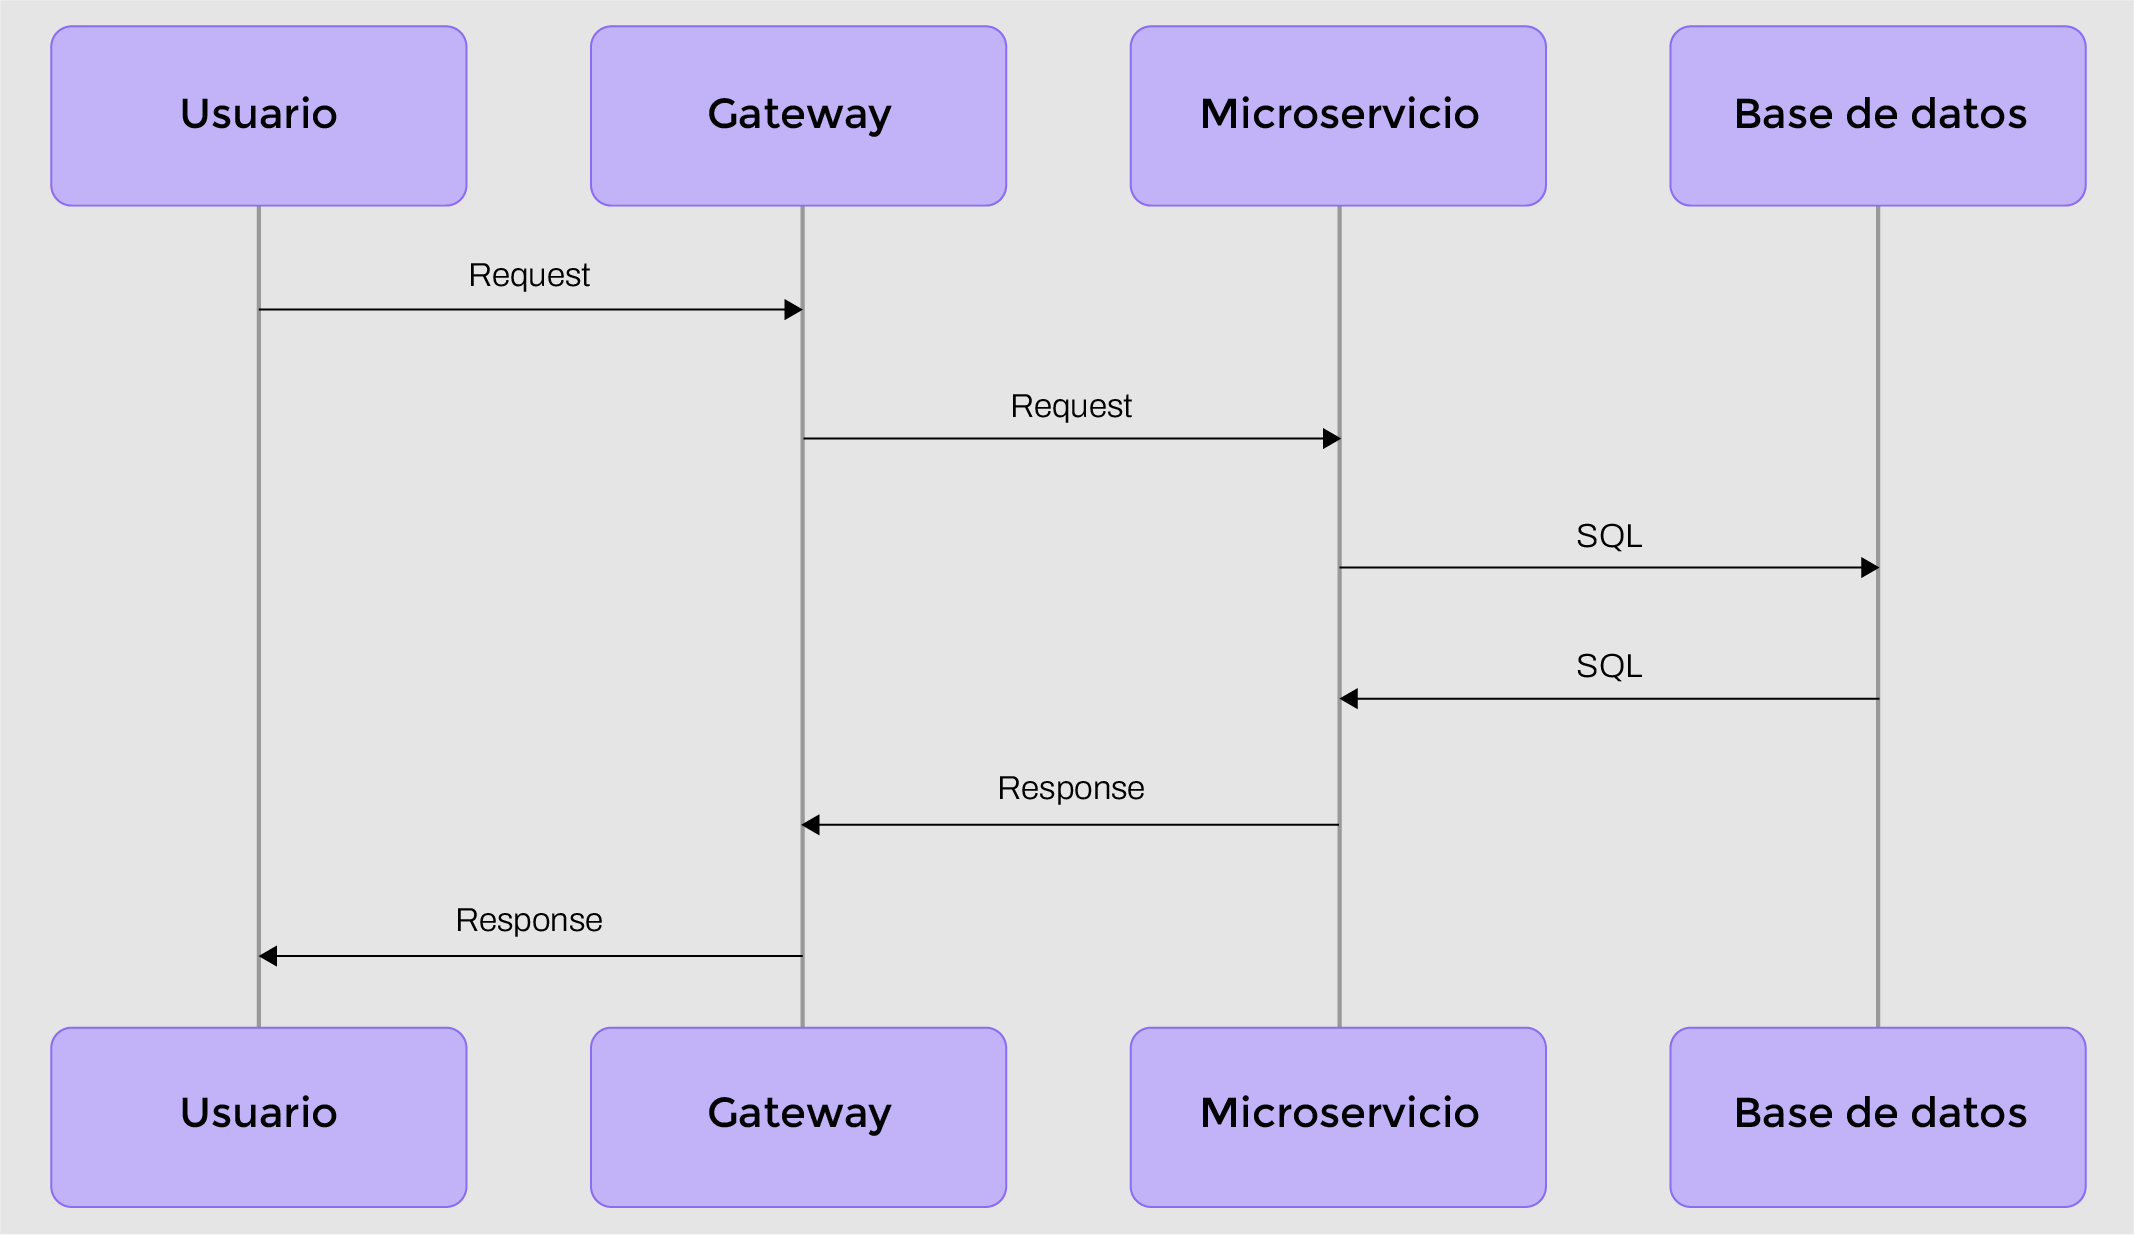 Usuario
Gateway
Microservicio
Base de datos
Request
Request
SQL
SQL
Response
Response
Usuario
Gateway
Microservicio
Base de datos